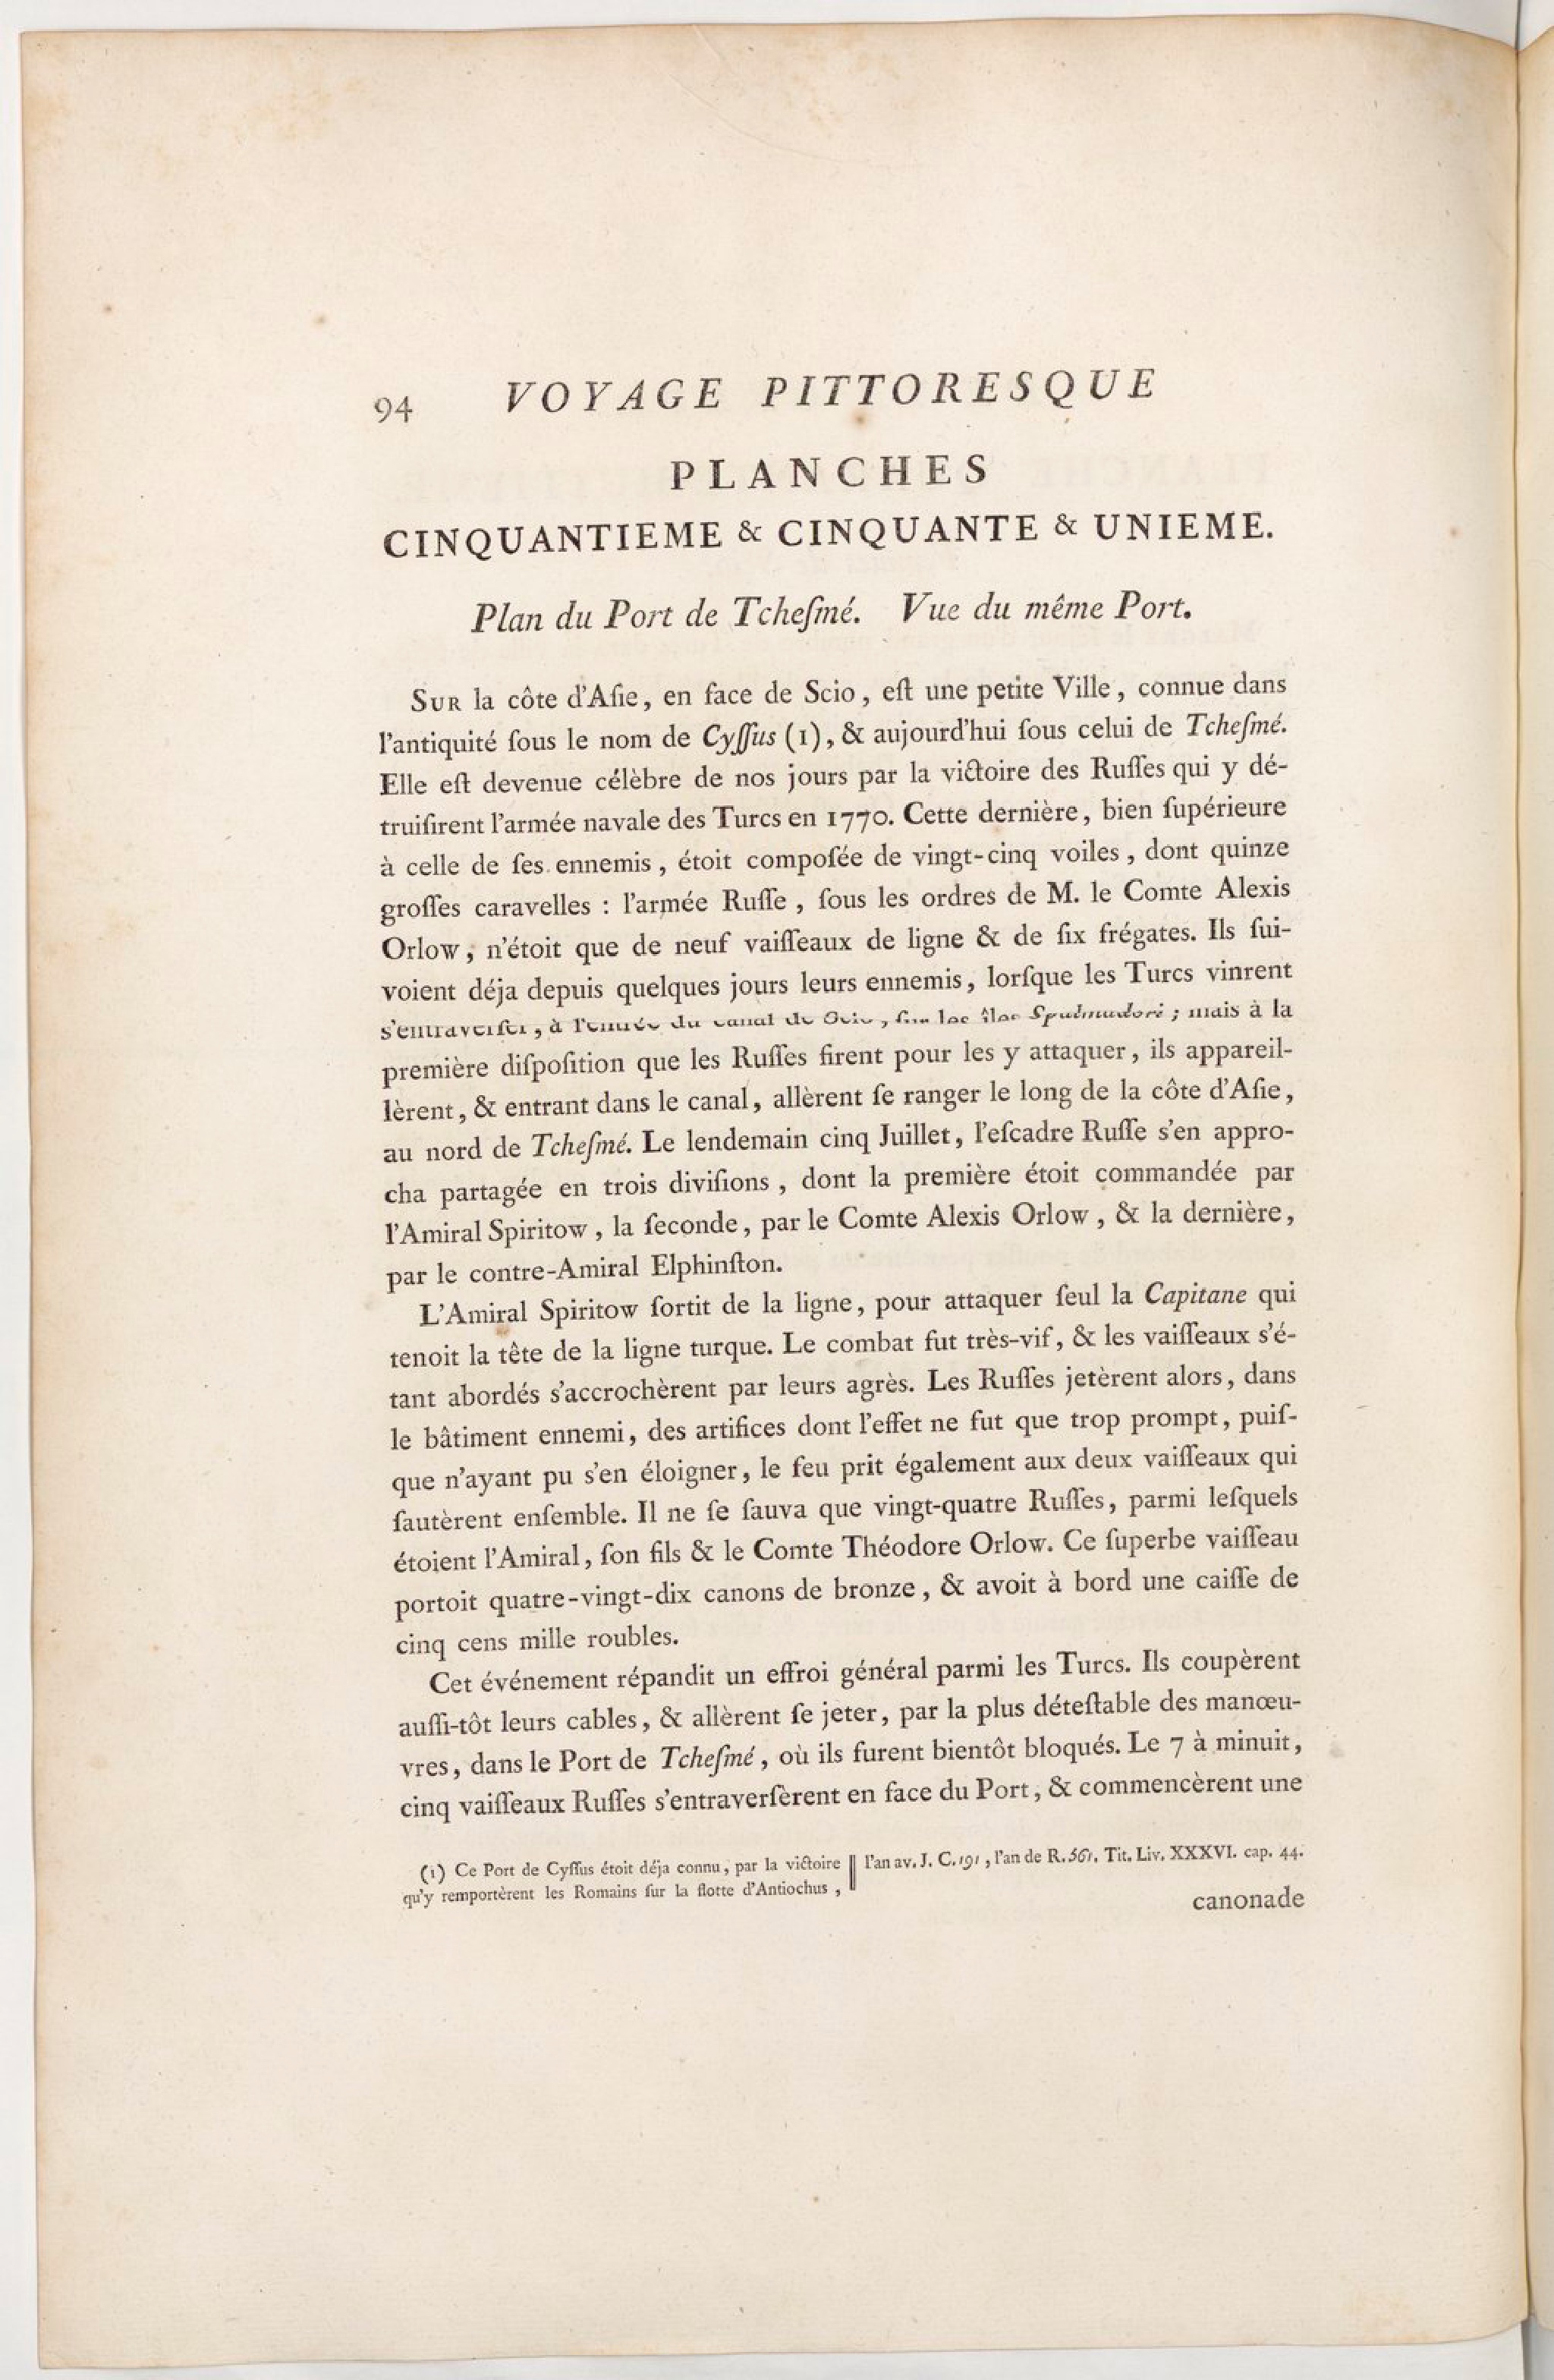 94 VOYAGE PITTORESQUE
PLANCHES
CINQUANTIEME & CINQUANTE & UNIEME.
Plan du Port de Tcheſmé. Vue du même Port.
SUR la côte d'Aſie, en face de Scio, eſt une petite Ville, connue dans
l'antiquité ſous le nom de Cyſſus (1), & aujourd'hui ſous celui de Tcheſmé.
Elle eſt devenue célèbre de nos jours par la victoire des Ruſſes qui y dé-
truiſirent l'armée navale des Turcs en 1770. Cette dernière, bien ſupérieure
à celle de ſes ennemis, étoit compoſée de vingt-cinq voiles, dont quinze
groſſes caravelles : l'armée Ruſſe, ſous les ordres de M. le Comte Alexis
Orlow, n'étoit que de neuf vaiſſeaux de ligne & de ſix frégates. Ils ſui-
voient déja depuis quelques jours leurs ennemis, lorſque les Turcs vinrent
à du canal ; mais à la
première diſpoſition que les Ruſſes firent pour les y attaquer, ils appareil-
lèrent, & entrant dans le canal, allèrent ſe ranger le long de la côte d'Aſie,
au nord de Tcheſmé. Le lendemain cinq Juillet, l'eſcadre Ruſſe s'en appro-
cha partagée en trois diviſions, dont la première étoit commandée par
l'Amiral Spiritow, la ſeconde, par le Comte Alexis Orlow, & la dernière,
par le contre-Amiral Elphinſton.
L'Amiral Spiritow ſortit de la ligne, pour attaquer ſeul la Capitane qui
tenoit la tête de la ligne turque. Le combat fut très-vif, & les vaiſſeaux s'é-
tant abordés s'accrochèrent par leurs agrès. Les Ruſſes jetèrent alors, dans
le bâtiment ennemi, des artifices dont l'effet ne fut que trop prompt, puiſ-
que n'ayant pu s'en éloigner, le feu prit également aux deux vaiſſeaux qui
ſautèrent enſemble. Il ne ſe ſauva que vingt-quatre Ruſſes, parmi leſquels
étoient l'Amiral, ſon fils & le Comte Théodore Orlow. Ce ſuperbe vaiſſeau
portoit quatre-vingt-dix canons de bronze, & avoit à bord une caiſſe de
cinq cens mille roubles.
Cet événement répandit un effroi général parmi les Turcs. Ils coupèrent
auſſi-tôt leurs cables, & allèrent ſe jeter, par la plus déteſtable des manœu-
vres, dans le Port de Tcheſmé, où ils furent bientôt bloqués. Le 7 à minuit,
cinq vaiſſeaux Ruſſes s'entraverſèrent en face du Port, & commencèrent une
(1) Ce Port de Cyſſus étoit déja connu, par la victoire
qu'y remportèrent les Romains ſur la flotte d'Antiochus,
l'an av. J. C. 191, l'an de R. 561. Tit. Liv. XXXVI. cap. 44.
canonade